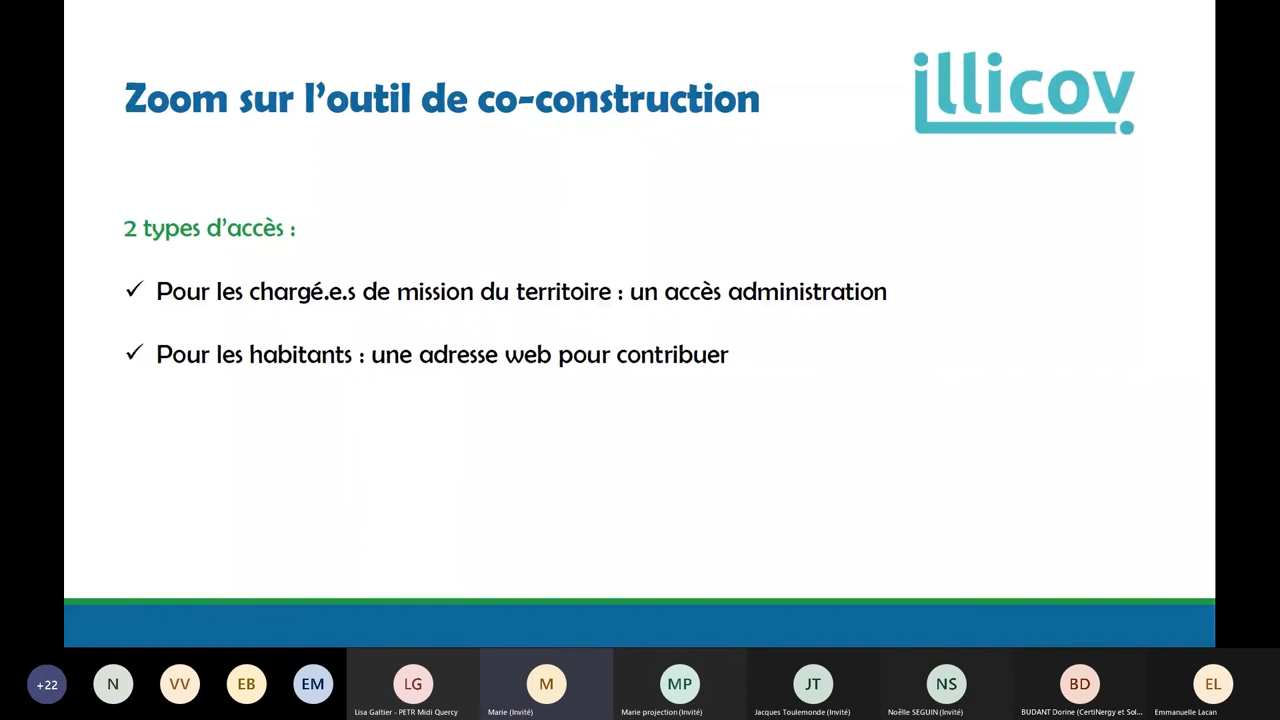 Zoom sur l’outil de co-construction
illicov
2 types d’accès :
✓ Pour les chargé.e.s de mission du territoire : un accès administration
✓ Pour les habitants : une adresse web pour contribuer
+22
N
VV
EB
EM
LG
M
MP
JT
NS
BD
EL
Lisa Galtier - PETR Midi Quercy
Marie (Invité)
Marie projection (Invité)
Jacques Toulemonde (Invité)
Noëlle SEGUIN (Invité)
BUDANT Dorine (CertiNergy et Sol...
Emmanuelle Lacan